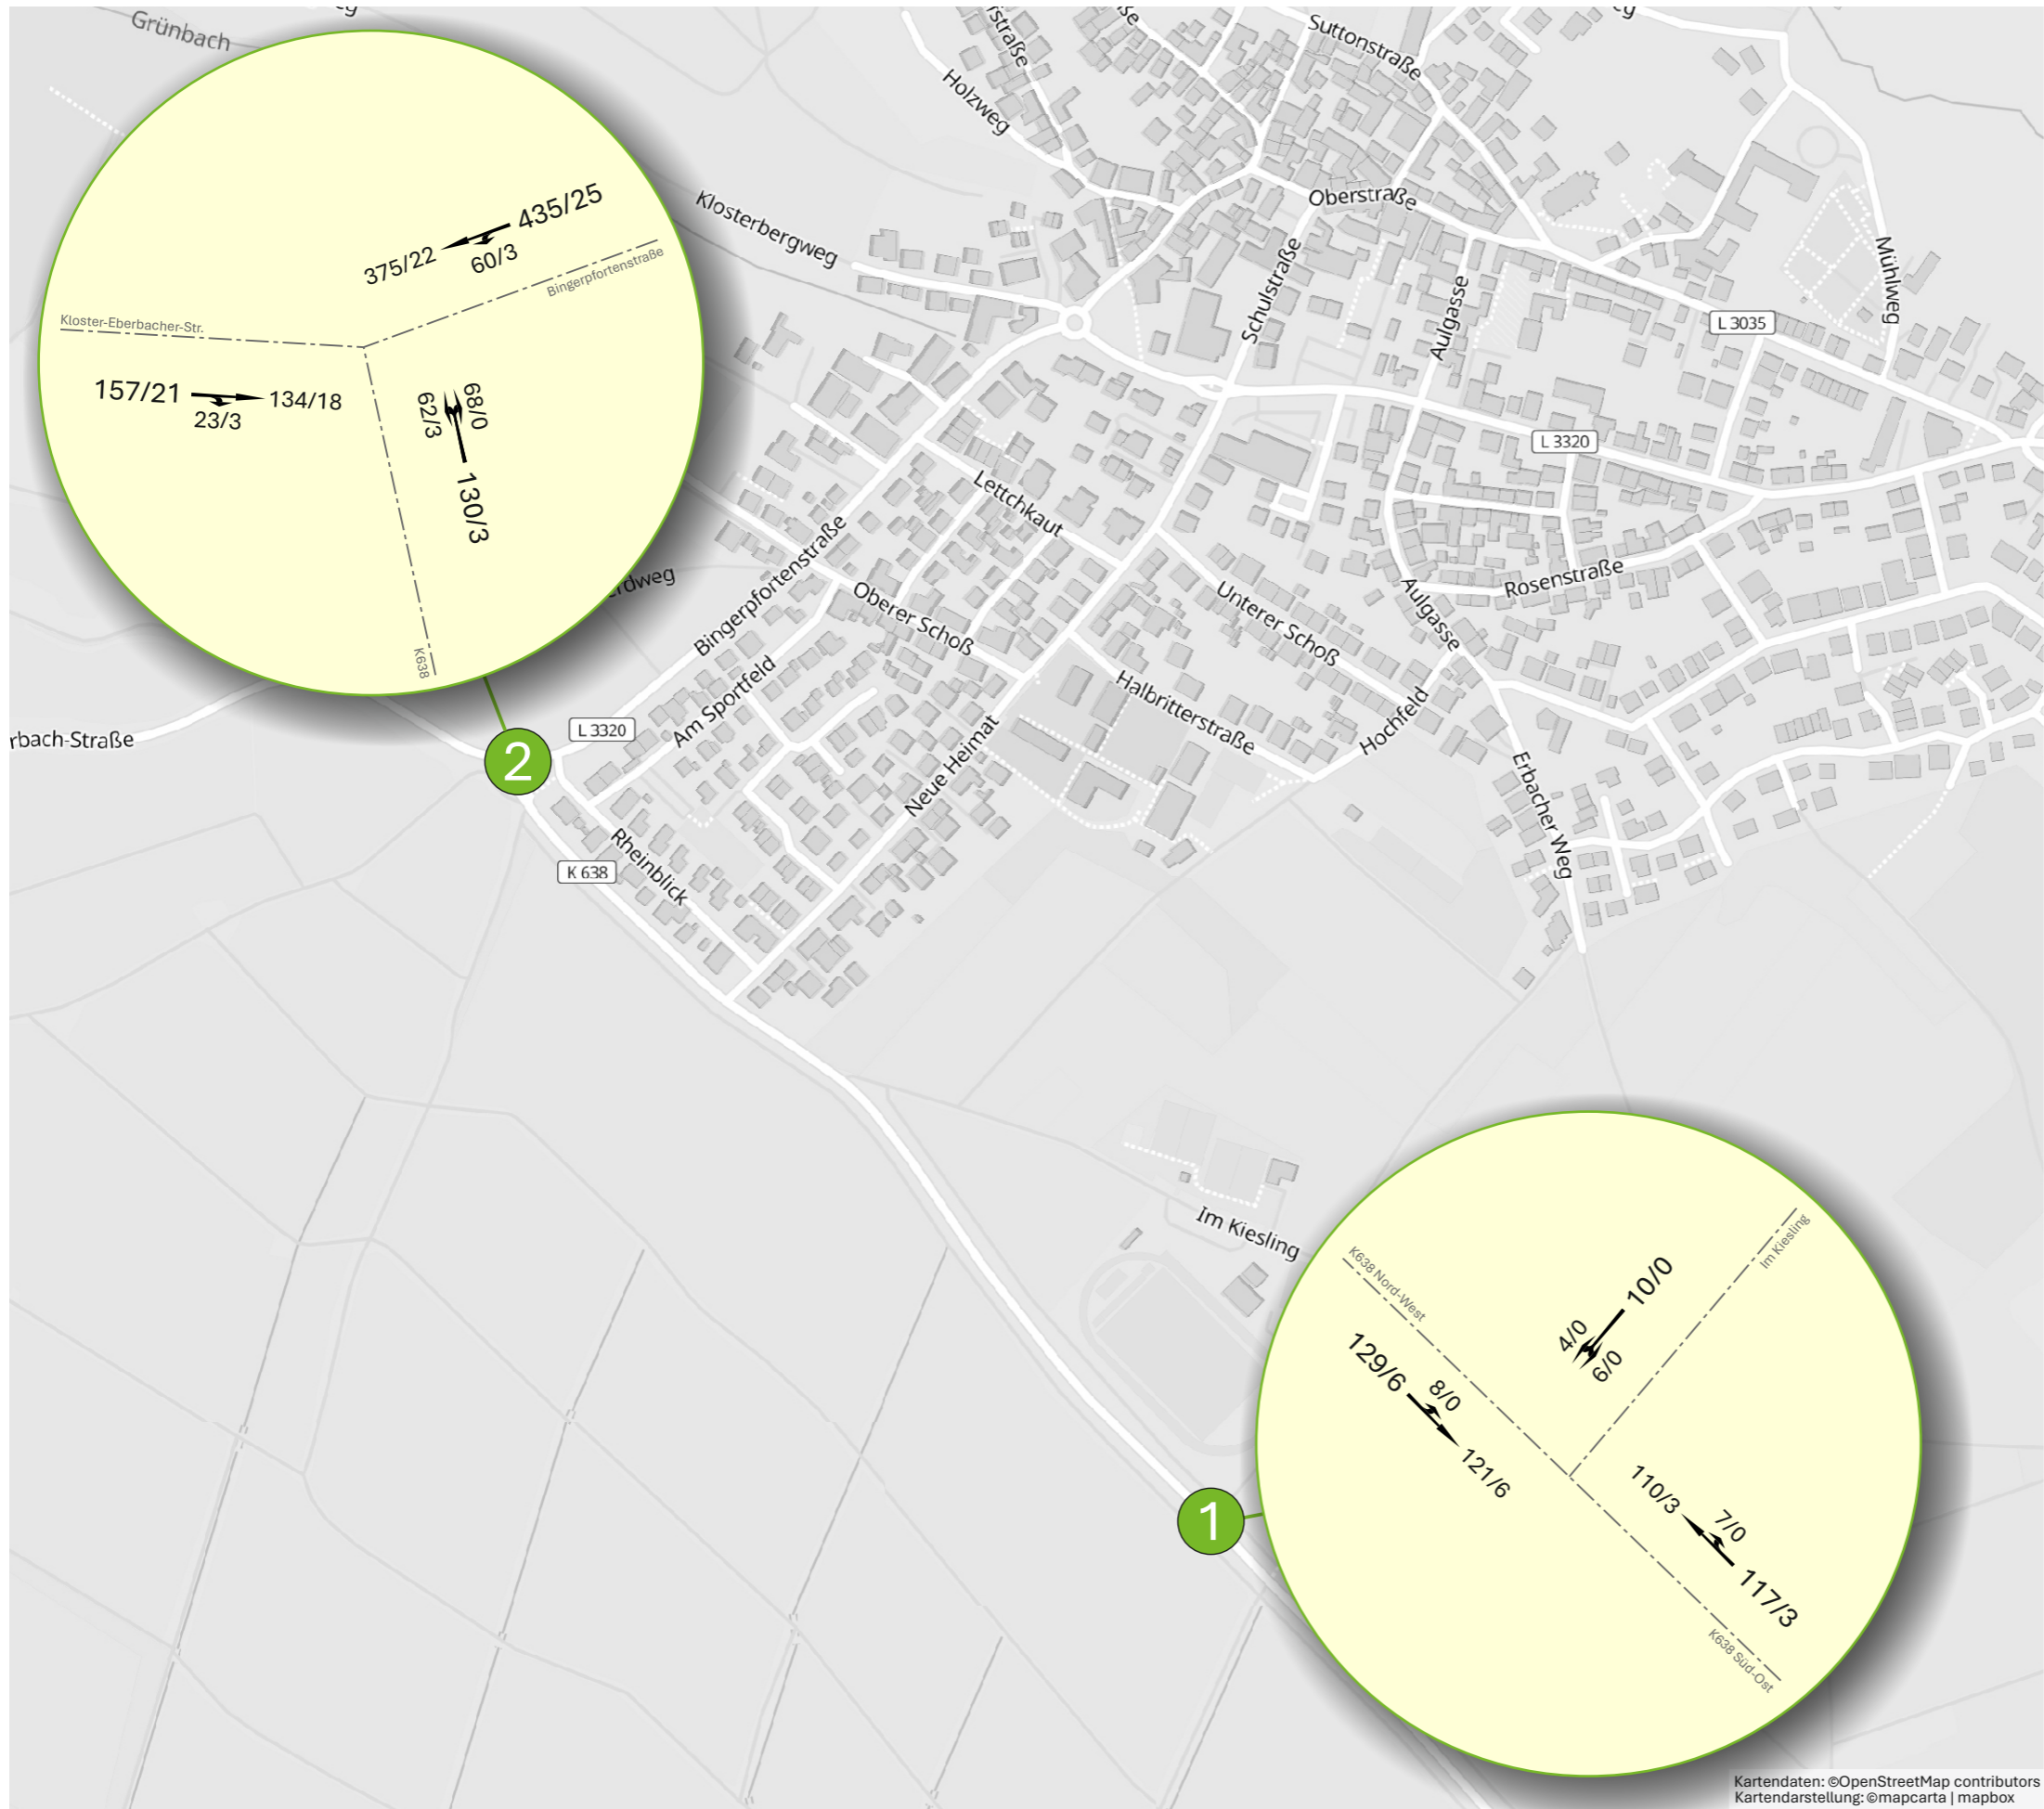 Grünbach
Holzweg
Suttonstraße
Klosterbergweg
Oberstraße
Schulstraße
Aulgasse
Mühlweg
L 3035
L 3320
435/25
375/22
60/3
Bingerpfortenstraße
Kloster-Eberbacher-Str.
157/21
134/18
23/3
62/3
68/0
130/3
K638
Lettchkaut
Bingerpfortenstraße
Oberer Schoß
Unterer Schoß
Aulgasse
Rosenstraße
Am Sportfeld
Halbritterstraße
Hochfeld
Neue Heimat
Erbacher Weg
rbach-Straße
2
L 3320
K 638
Rheinblick
Im Kiesling
1
K638 Nord-West
Im Kiesling
10/0
4/0
6/0
129/6
8/0
121/6
110/3
7/0
117/3
K638 Süd-Ost
Kartendaten: ©OpenStreetMap contributors
Kartendarstellung: ©mapcarta | mapbox